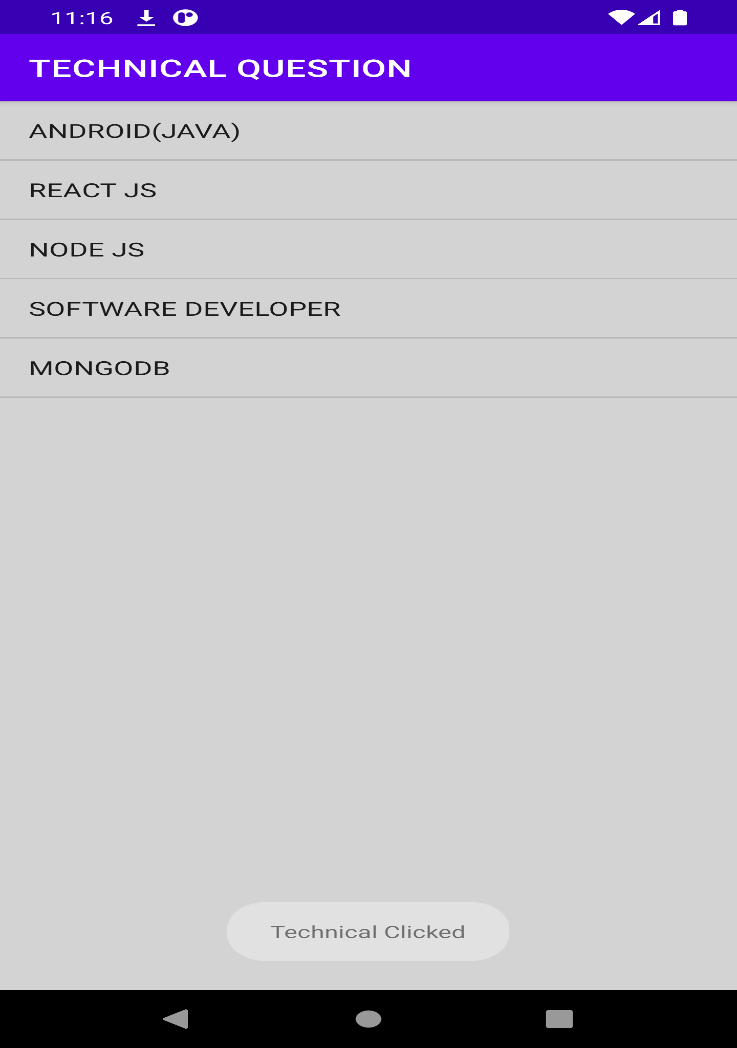 11:16
TECHNICAL QUESTION
ANDROID(JAVA)
REACT JS
NODE JS
SOFTWARE DEVELOPER
MONGODB
Technical Clicked